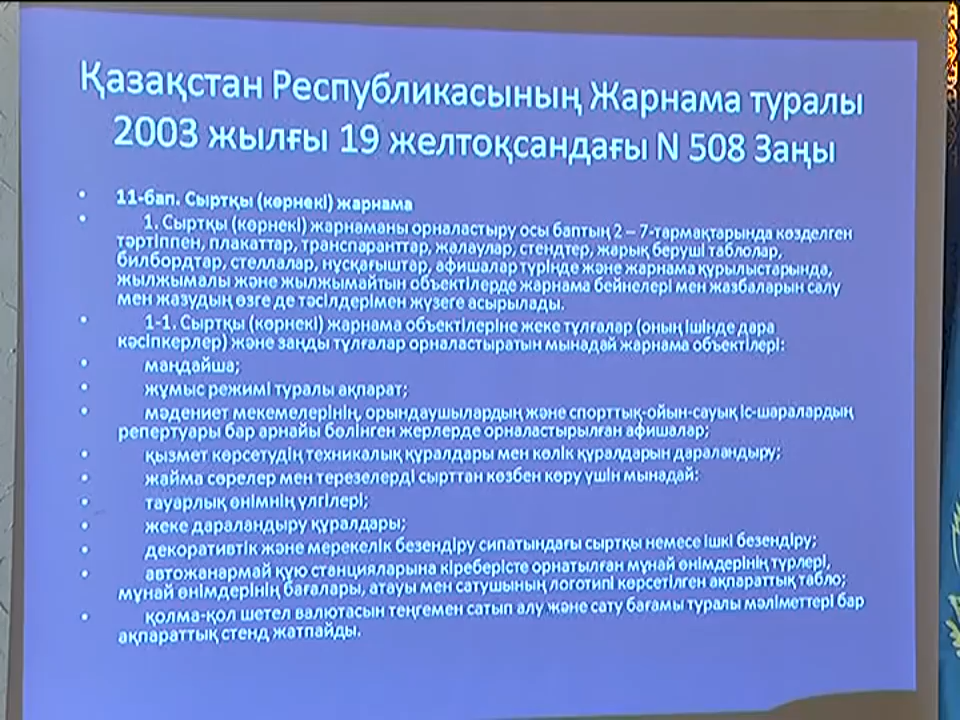 Қазақстан Республикасының Жарнама туралы
2003 жылғы 19 желтоқсандағы N 508 Заңы
• 11-бап. Сыртқы (көрнекі) жарнама
• 1. Сыртқы (көрнекі) жарнаманы орналастыру осы баптың 2 – 7-тармақтарында көзделген
тәртіппен, плакаттар, транспаранттар, жалаулар, стендтер, жарық беруші таблолар,
билбордтар, стеллалар, нұсқағыштар, афишалар түрінде және жарнама құрылыстарында,
жылжымалы және жылжымайтын объектілерде жарнама бейнелері мен жазбаларын салу
мен жазудың өзге де тәсілдерімен жүзеге асырылады.
• 1-1. Сыртқы (көрнекі) жарнама объектілеріне жеке тұлғалар (оның ішінде дара
кәсіпкерлер) және заңды тұлғалар орналастыратын мынадай жарнама объектілері:
• маңдайша;
• жұмыс режимі туралы ақпарат;
• мәдениет мекемелерінің, орындаушылардың және спорттық-ойын-сауық іс-шаралардың
репертуары бар арнайы бөлінген жерлерде орналастырылған афишалар;
• қызмет көрсетудің техникалық құралдары мен көлік құралдарын дараландыру;
• жайма сөрелер мен терезелерді сырттан көзбен көру үшін мынадай:
• тауарлық өнімнің үлгілері;
• жеке дараландыру құралдары;
• декоративтік және мерекелік безендіру сипатындағы сыртқы немесе ішкі безендіру;
• автожанармай құю станцияларына кіреберісте орнатылған мұнай өнімдерінің түрлері,
мұнай өнімдерінің бағалары, атауы мен сатушының логотипі көрсетілген ақпараттық табло;
• қолма-қол шетел валютасын теңгемен сатып алу және сату бағамы туралы мәліметтері бар
ақпараттық стенд жатпайды.